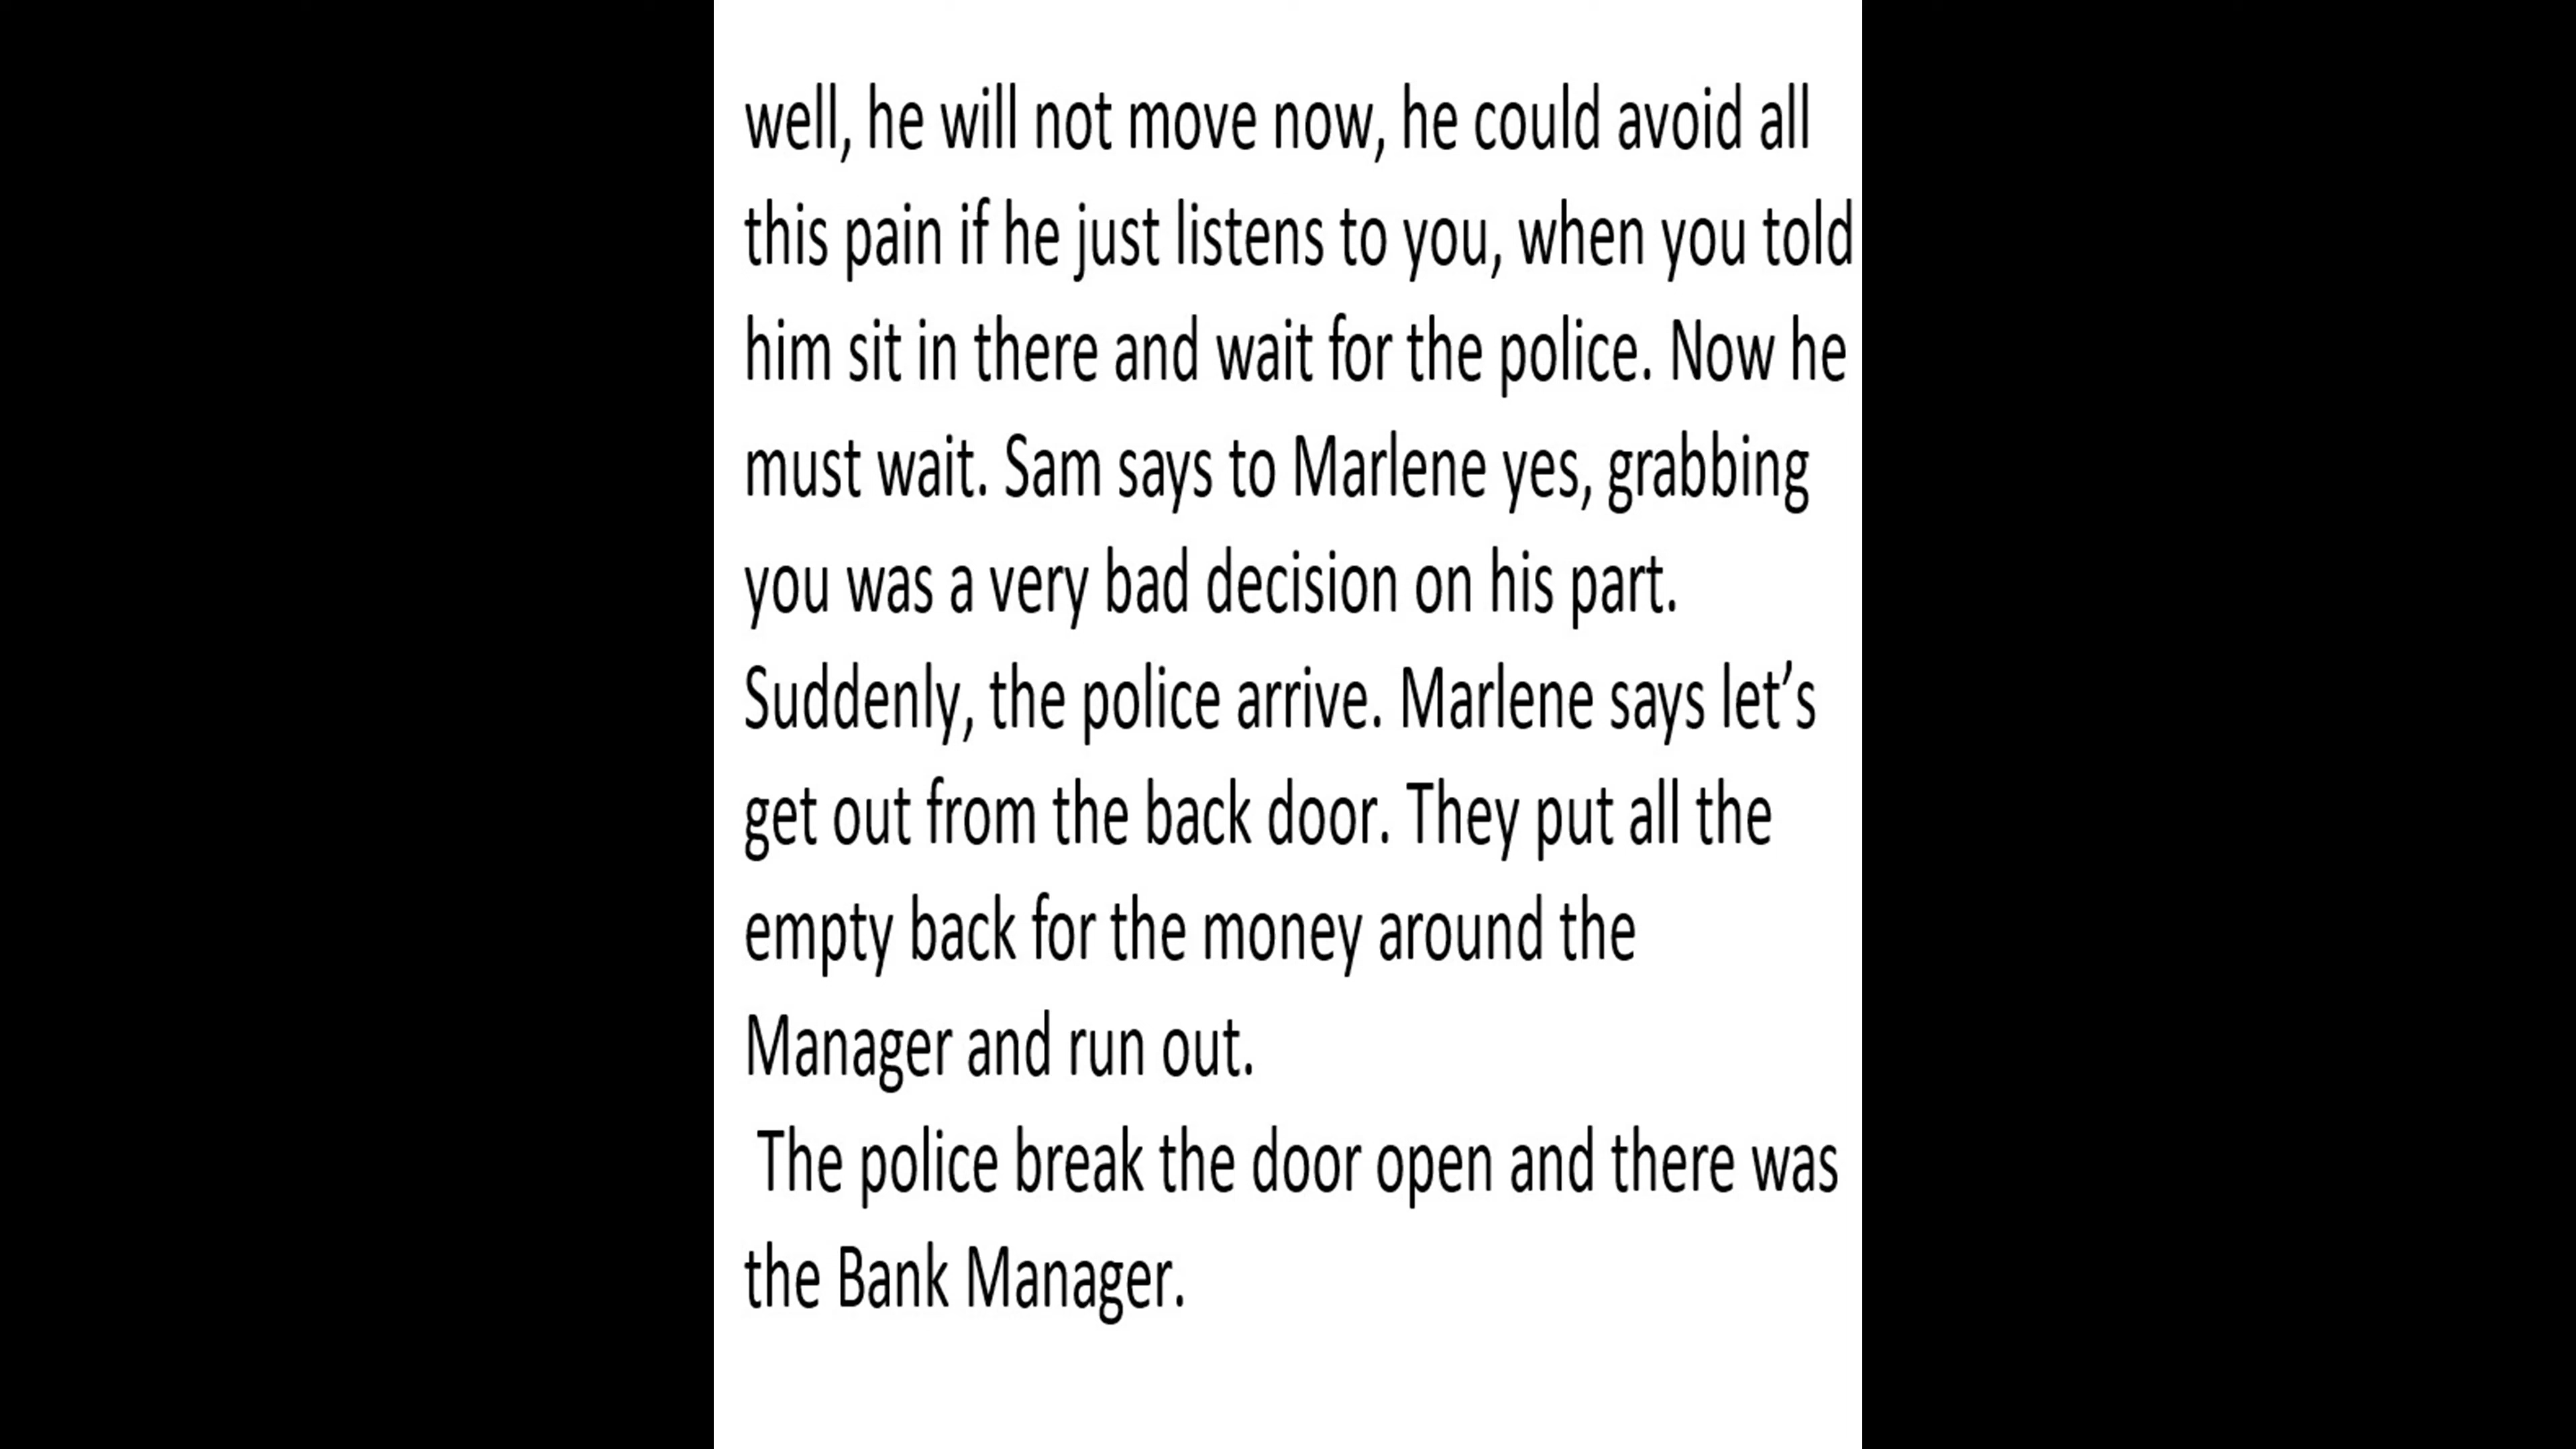 well, he will not move now, he could avoid all
this pain if he just listens to you, when you told
him sit in there and wait for the police. Now he
must wait. Sam says to Marlene yes, grabbing
you was a very bad decision on his part.
Suddenly, the police arrive. Marlene says let’s
get out from the back door. They put all the
empty back for the money around the
Manager and run out.
The police break the door open and there was
the Bank Manager.